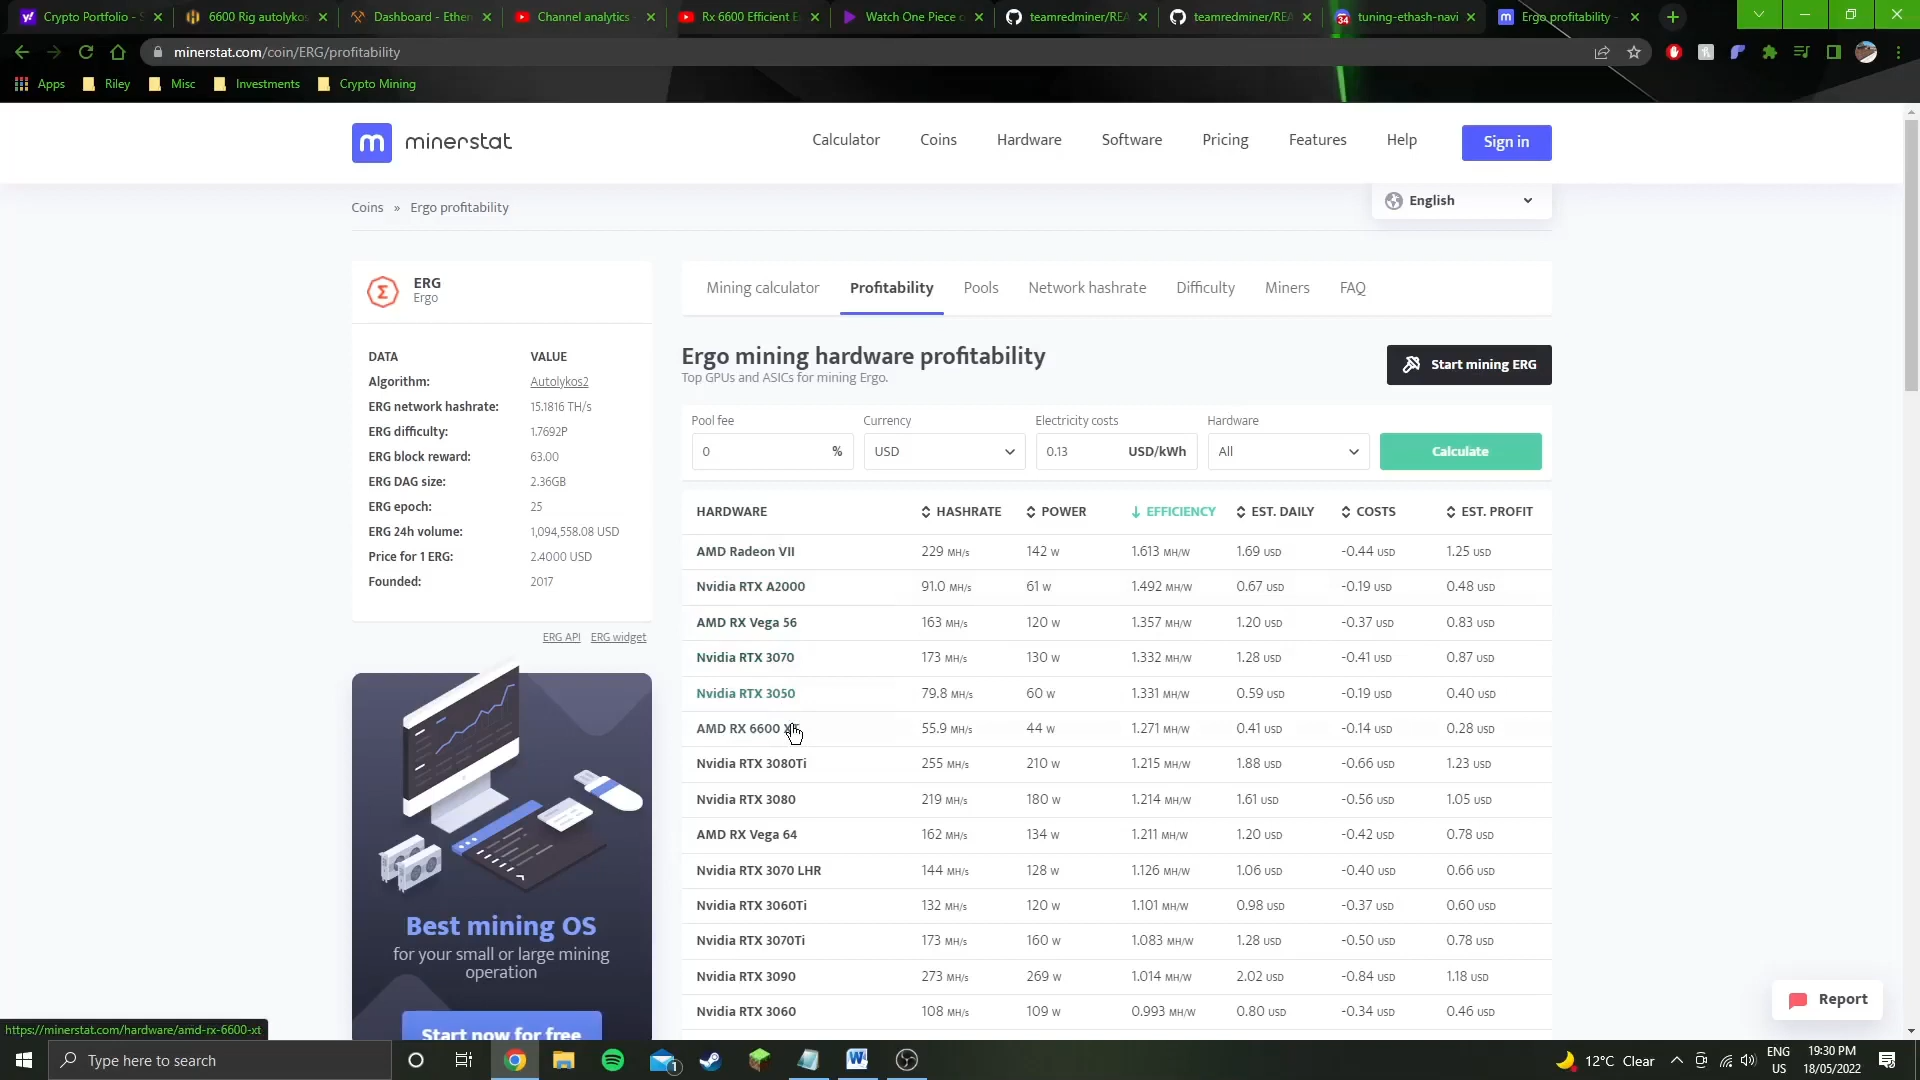 Crypto Portfolio - S
6600 Rig autolykos
Dashboard - Ether
Channel analytics -
Rx 6600 Efficient E
Watch One Piece o
teamredminer/REA
teamredminer/REA
34
tuning-ethash-navi
Ergo profitability -
minerstat.com/coin/ERG/profitability
Apps
Riley
Misc
Investments
Crypto Mining
m minerstat
Calculator
Coins
Hardware
Software
Pricing
Features
Help
Sign in
Coins » Ergo profitability
English
ERG
Ergo
Mining calculator
Profitability
Pools
Network hashrate
Difficulty
Miners
FAQ
DATA VALUE
Algorithm: Autolykos2
ERG network hashrate: 15.1816 TH/s
ERG difficulty: 1.7692P
ERG block reward: 63.00
ERG DAG size: 2.36GB
ERG epoch: 25
ERG 24h volume: 1,094,558.08 USD
Price for 1 ERG: 2.4000 USD
Founded: 2017
ERG API ERG widget
Ergo mining hardware profitability
Top GPUs and ASICs for mining Ergo.
Start mining ERG
Pool fee Currency Electricity costs Hardware
0 % USD 0.13 USD/kWh All Calculate
HARDWARE HASHRATE POWER EFFICIENCY EST. DAILY COSTS EST. PROFIT
AMD Radeon VII 229 MH/s 142 W 1.613 MH/W 1.69 USD -0.44 USD 1.25 USD
Nvidia RTX A2000 91.0 MH/s 61 W 1.492 MH/W 0.67 USD -0.19 USD 0.48 USD
AMD RX Vega 56 163 MH/s 120 W 1.357 MH/W 1.20 USD -0.37 USD 0.83 USD
Nvidia RTX 3070 173 MH/s 130 W 1.332 MH/W 1.28 USD -0.41 USD 0.87 USD
Nvidia RTX 3050 79.8 MH/s 60 W 1.331 MH/W 0.59 USD -0.19 USD 0.40 USD
AMD RX 6600 XT 55.9 MH/s 44 W 1.271 MH/W 0.41 USD -0.14 USD 0.28 USD
Nvidia RTX 3080Ti 255 MH/s 210 W 1.215 MH/W 1.88 USD -0.66 USD 1.23 USD
Nvidia RTX 3080 219 MH/s 180 W 1.214 MH/W 1.61 USD -0.56 USD 1.05 USD
AMD RX Vega 64 162 MH/s 134 W 1.211 MH/W 1.20 USD -0.42 USD 0.78 USD
Nvidia RTX 3070 LHR 144 MH/s 128 W 1.126 MH/W 1.06 USD -0.40 USD 0.66 USD
Nvidia RTX 3060Ti 132 MH/s 120 W 1.101 MH/W 0.98 USD -0.37 USD 0.60 USD
Nvidia RTX 3070Ti 173 MH/s 160 W 1.083 MH/W 1.28 USD -0.50 USD 0.78 USD
Nvidia RTX 3090 273 MH/s 269 W 1.014 MH/W 2.02 USD -0.84 USD 1.18 USD
Nvidia RTX 3060 108 MH/s 109 W 0.993 MH/W 0.80 USD -0.34 USD 0.46 USD
Best mining OS
for your small or large mining
operation
Start now for free
Report
https://minerstat.com/hardware/amd-rx-6600-xt
Type here to search
1
12°C Clear
ENG
US
19:30 PM
18/05/2022